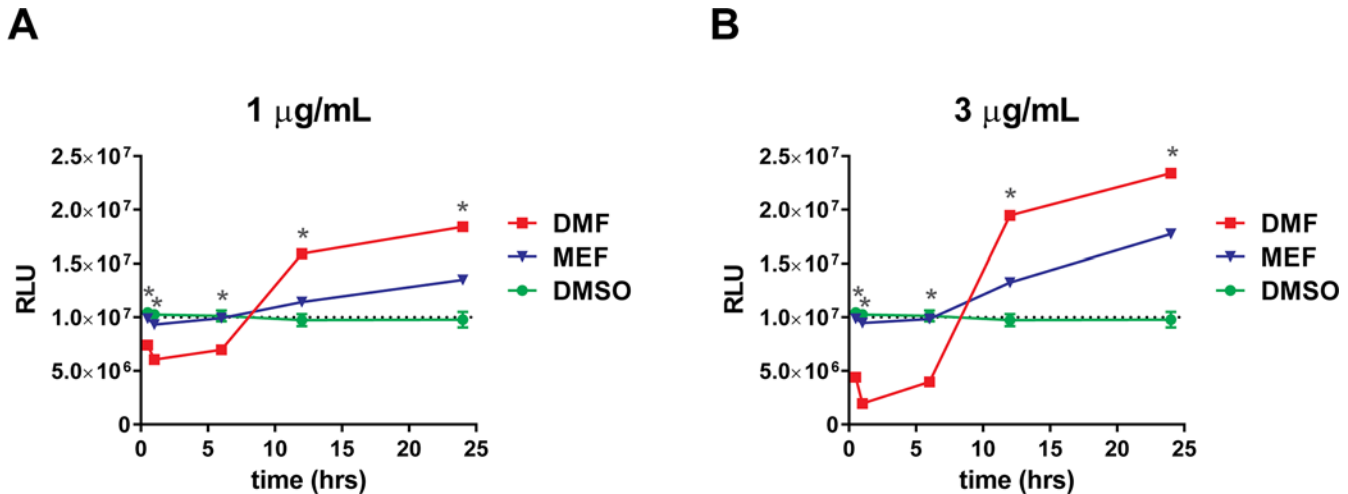 A
1 μg/mL
2.5×10⁷
2.0×10⁷
1.5×10⁷
1.0×10⁷
5.0×10⁶
0
RLU
* * * * *
0 5 10 15 20 25
time (hrs)
DMF
MEF
DMSO
B
3 μg/mL
2.5×10⁷
2.0×10⁷
1.5×10⁷
1.0×10⁷
5.0×10⁶
0
RLU
* * * * *
0 5 10 15 20 25
time (hrs)
DMF
MEF
DMSO